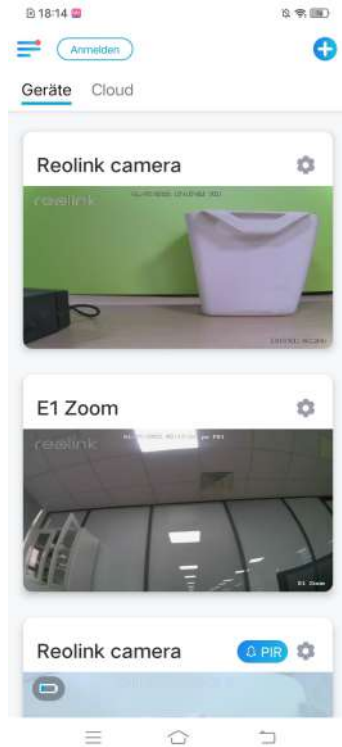 18:14
Anmelden
Geräte Cloud
Reolink camera
reolink
E1 Zoom
reolink
E1 Zoom
Reolink camera PIR